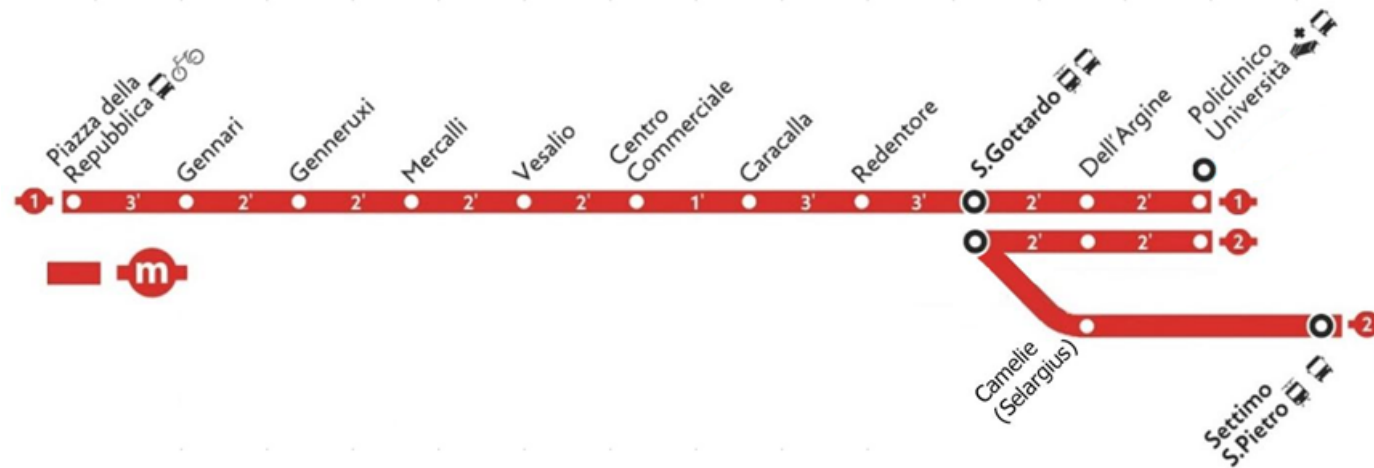 Piazza della
Repubblica
Gennari
Genneruxi
Mercalli
Vesalio
Centro
Commerciale
Caracalla
Redentore
S.Gottardo
Dell'Argine
Policlinico
Università
1 3' 2' 2' 2' 2' 1' 3' 3' 2' 2' 1
2' 2' 2
m
2
Camelie
(Selargius)
Settimo
S.Pietro